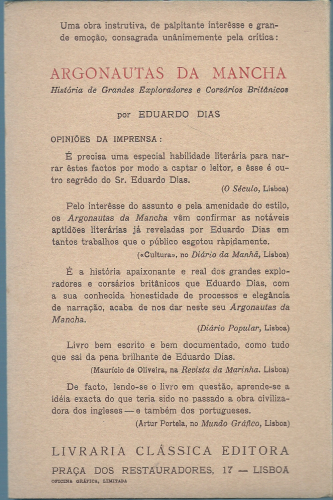 Uma obra instrutiva, de palpitante interêsse e gran-
de emoção, consagrada unânimemente pela crítica:
ARGONAUTAS DA MANCHA
História de Grandes Exploradores e Corsários Britânicos
por EDUARDO DIAS
OPINIÕES DA IMPRENSA:
É precisa uma especial habilidade literária para nar-
rar êstes factos por modo a captar o leitor, e êsse é ou-
tro segrêdo do Sr. Eduardo Dias.
(O Século, Lisboa)
Pelo interêsse do assunto e pela amenidade do estilo,
os Argonautas da Mancha vêm confirmar as notáveis
aptidões literárias já reveladas por Eduardo Dias em
tantos trabalhos que o público esgotou ràpidamente.
(«Cultura», no Diário da Manhã, Lisboa)
É a história apaixonante e real dos grandes explo-
radores e corsários britânicos que Eduardo Dias, com
a sua conhecida honestidade de processos e elegância
de narração, acaba de nos dar neste seu Argonautas da
Mancha.
(Diário Popular, Lisboa)
Livro bem escrito e bem documentado, como tudo
que sai da pena brilhante de Eduardo Dias.
(Maurício de Oliveira, na Revista da Marinha, Lisboa)
De facto, lendo-se o livro em questão, aprende-se a
idéia exacta do que teria sido no passado a obra civiliza-
dora dos ingleses—e também dos portugueses.
(Artur Portela, no Mundo Gráfico, Lisboa)
LIVRARIA CLÁSSICA EDITORA
PRAÇA DOS RESTAURADORES, 17 — LISBOA
OFICINA GRÁFICA, LIMITADA